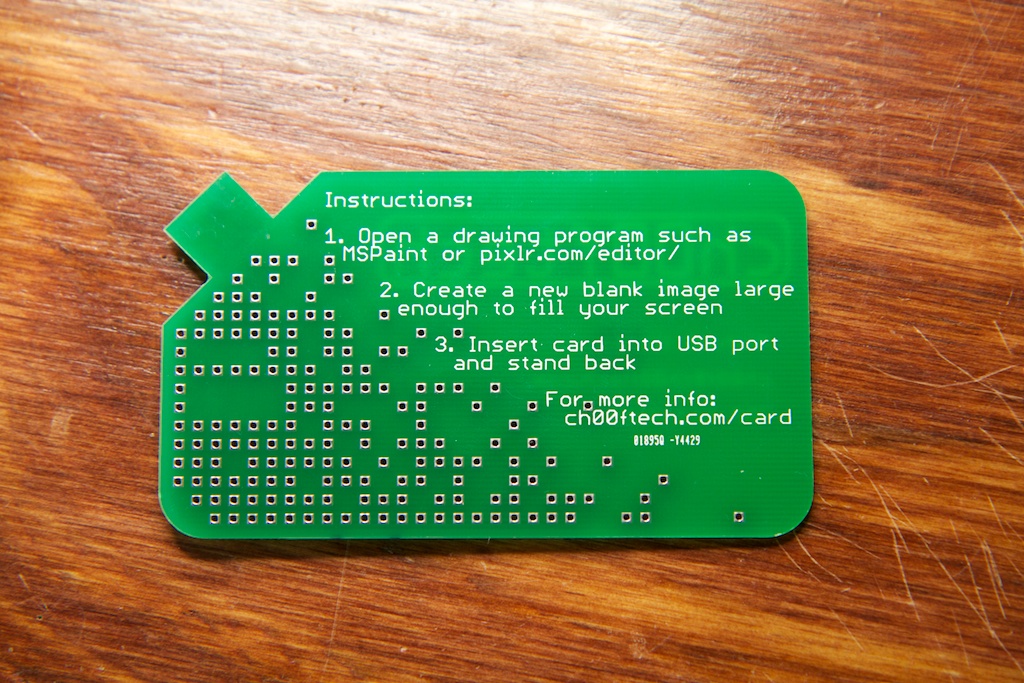 Instructions:
1. Open a drawing program such as
MSPaint or pixlr.com/editor/
2. Create a new blank image large
enough to fill your screen
3. Insert card into USB port
and stand back
For more info:
ch00ftech.com/card
018950 -Y4429